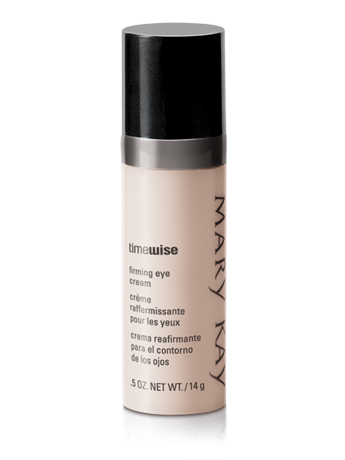 timewise
firming eye
cream
crème
raffermissante
pour les yeux
crema reafirmante
para el contorno
de los ojos
.5 OZ. NET WT./14 g
MARY KAY